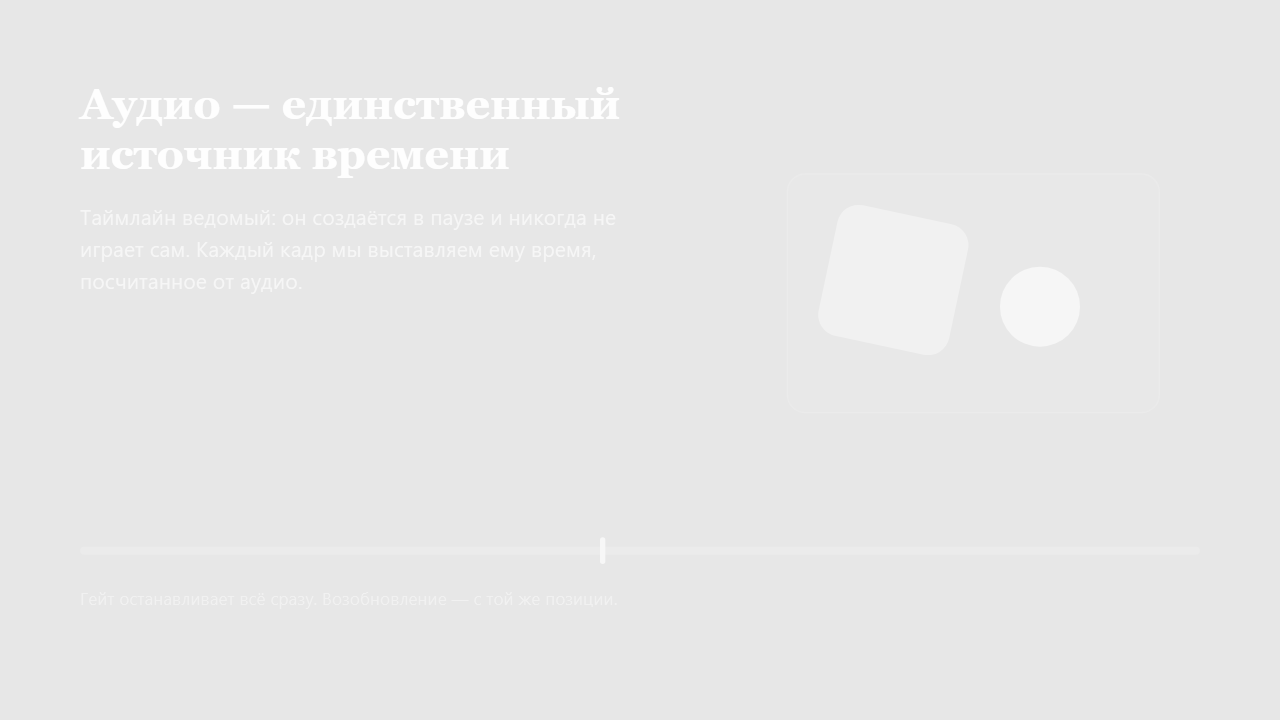 Аудио — единственный
источник времени
Таймлайн ведомый: он создаётся в паузе и никогда не
играет сам. Каждый кадр мы выставляем ему время,
посчитанное от аудио.
Гейт останавливает всё сразу. Возобновление — с той же позиции.